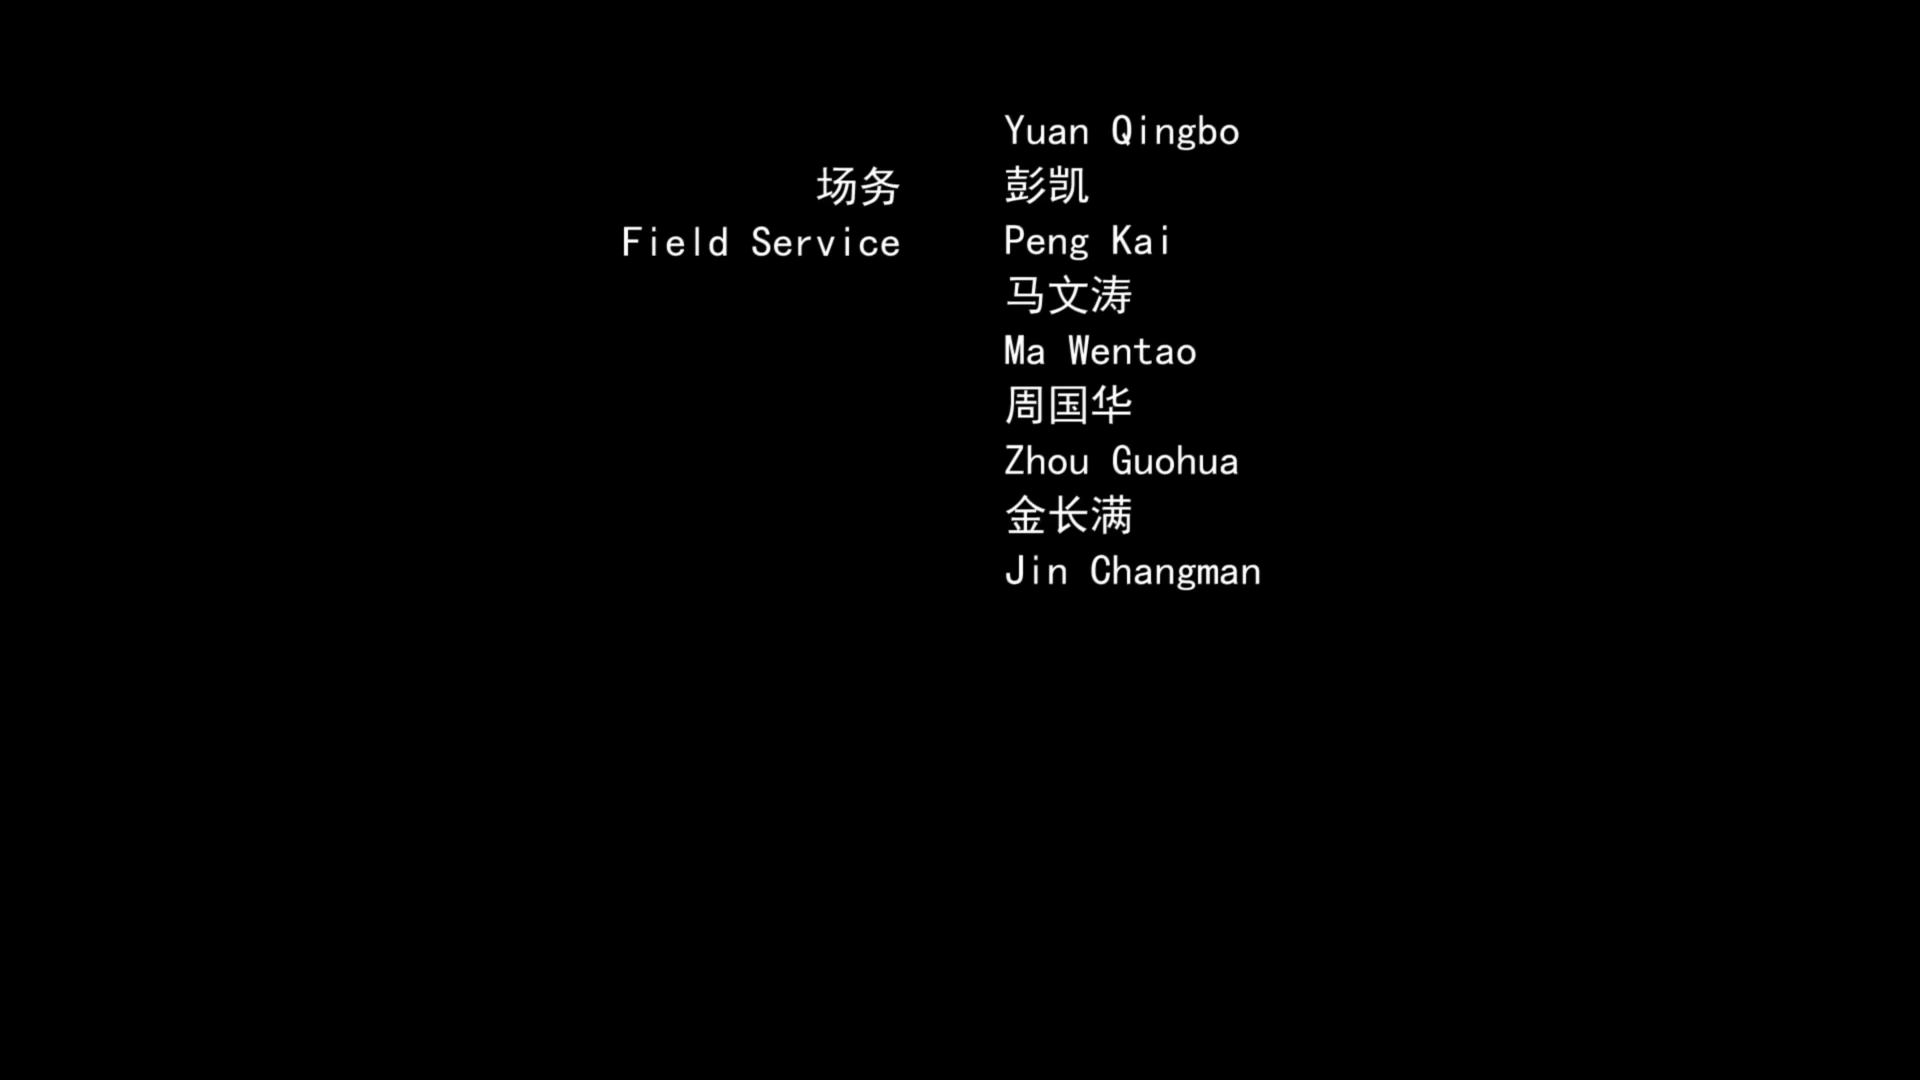 Yuan Qingbo
场务
彭凯
Field Service
Peng Kai
马文涛
Ma Wentao
周国华
Zhou Guohua
金长满
Jin Changman